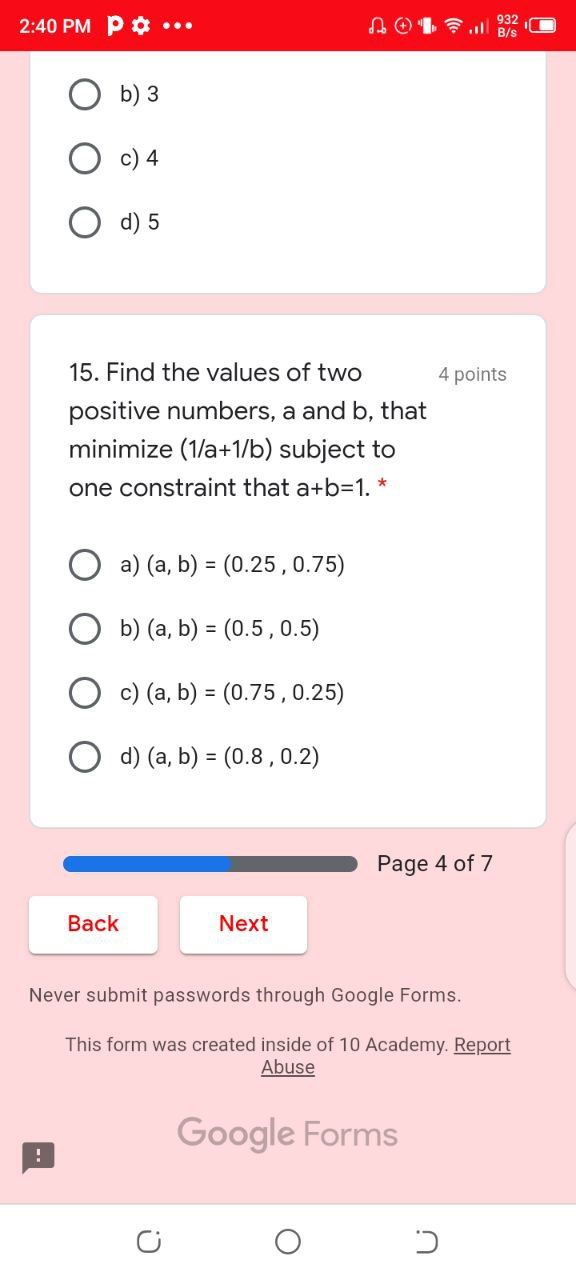 2:40 PM
932
B/s
b) 3
c) 4
d) 5
15. Find the values of two
4 points
positive numbers, a and b, that
minimize (1/a+1/b) subject to
one constraint that a+b=1. *
a) (a, b) = (0.25 , 0.75)
b) (a, b) = (0.5 , 0.5)
c) (a, b) = (0.75 , 0.25)
d) (a, b) = (0.8 , 0.2)
Page 4 of 7
Back
Next
Never submit passwords through Google Forms.
This form was created inside of 10 Academy. Report
Abuse
Google Forms